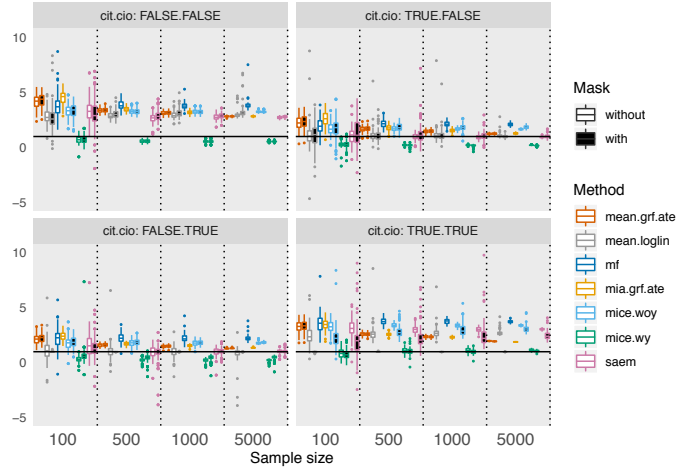 cit.cio: FALSE.FALSE
cit.cio: TRUE.FALSE
10
5
0
−5
cit.cio: FALSE.TRUE
cit.cio: TRUE.TRUE
10
5
0
−5
100
500
1000
5000
100
500
1000
5000
Sample size
Mask
without
with
Method
mean.grf.ate
mean.loglin
mf
mia.grf.ate
mice.woy
mice.wy
saem